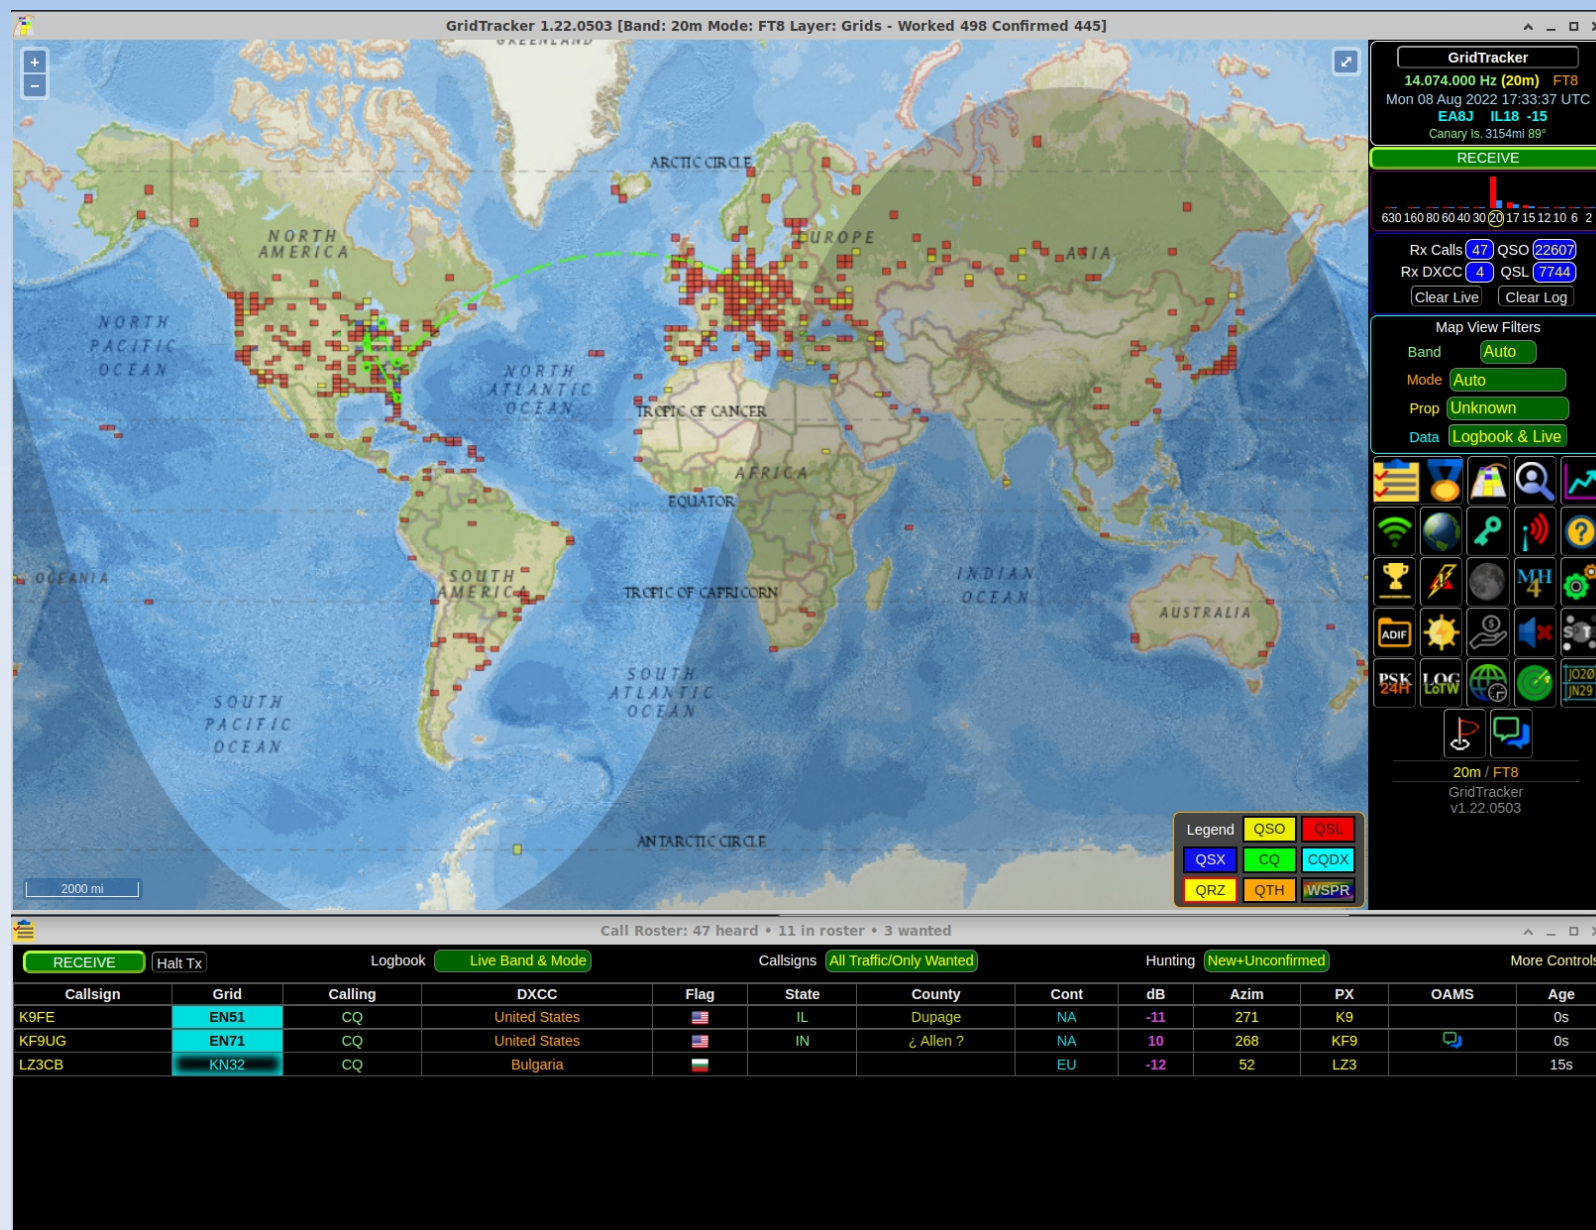 GridTracker 1.22.0503 [Band: 20m Mode: FT8 Layer: Grids - Worked 498 Confirmed 445]
+
−
GREENLAND
ARCTIC CIRCLE
NORTH
AMERICA
EUROPE
ASIA
NORTH
PACIFIC
OCEAN
NORTH
ATLANTIC
OCEAN
TROPIC OF CANCER
AFRICA
EQUATOR
OCEANIA
SOUTH
AMERICA
TROPIC OF CAPRICORN
INDIAN
OCEAN
AUSTRALIA
SOUTH
ATLANTIC
OCEAN
SOUTH
PACIFIC
OCEAN
ANTARCTIC CIRCLE
2000 mi
Legend QSO QSL
QSX CQ CQDX
QRZ QTH WSPR
GridTracker
14.074.000 Hz (20m) FT8
Mon 08 Aug 2022 17:33:37 UTC
EA8J IL18 -15
Canary Is. 3154mi 89°
RECEIVE
630 160 80 60 40 30 20 17 15 12 10 6 2
Rx Calls 47 QSO 22607
Rx DXCC 4 QSL 7744
Clear Live Clear Log
Map View Filters
Band Auto
Mode Auto
Prop Unknown
Data Logbook & Live
?
MH
4
ADIF $
PSK LOG JO20
24H LoTW JN29
20m / FT8
GridTracker
v1.22.0503
Call Roster: 47 heard • 11 in roster • 3 wanted
RECEIVE Halt Tx Logbook Live Band & Mode Callsigns All Traffic/Only Wanted Hunting New+Unconfirmed More Controls
Callsign Grid Calling DXCC Flag State County Cont dB Azim PX OAMS Age
K9FE EN51 CQ United States IL Dupage NA -11 271 K9 0s
KF9UG EN71 CQ United States IN ¿ Allen ? NA 10 268 KF9 0s
LZ3CB KN32 CQ Bulgaria EU -12 52 LZ3 15s